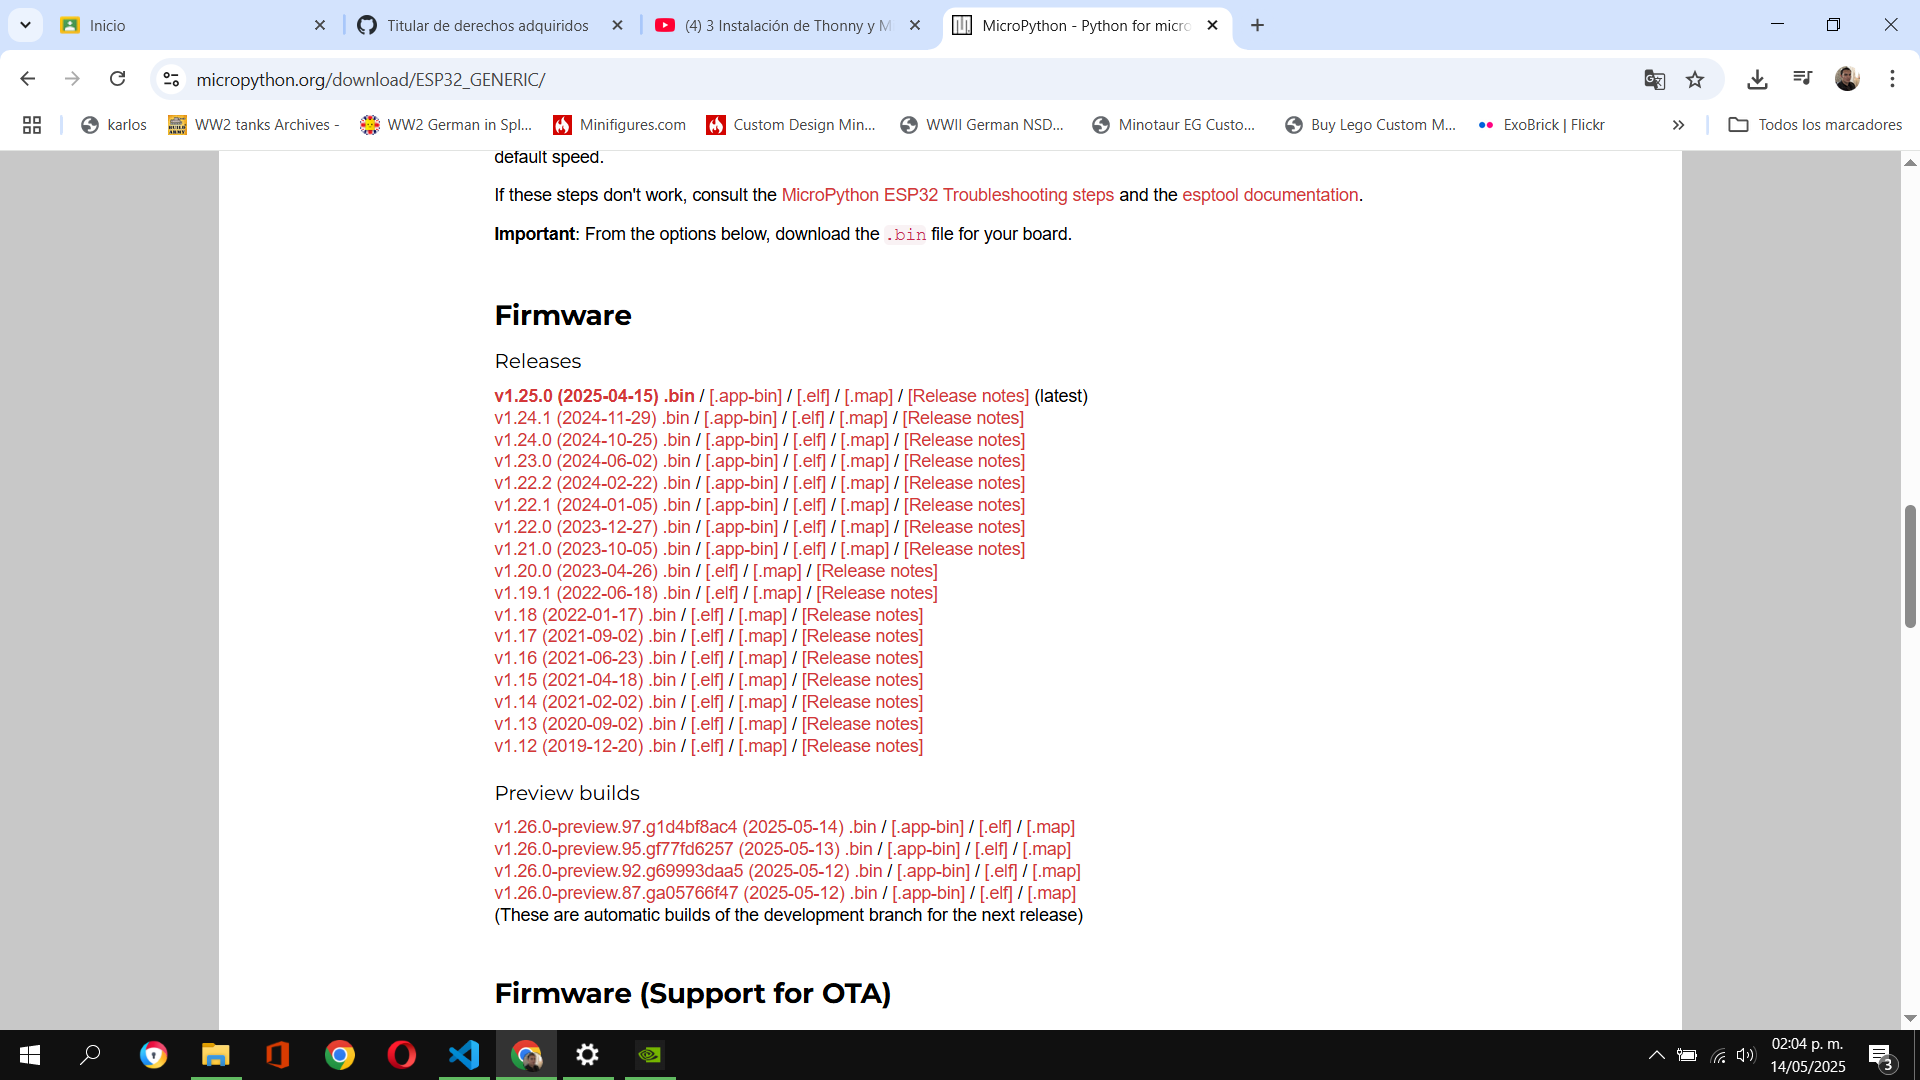 Inicio
Titular de derechos adquiridos
(4) 3 Instalación de Thonny y M
MicroPython - Python for micro
micropython.org/download/ESP32_GENERIC/
karlos
WW2 tanks Archives -
WW2 German in Spl...
Minifigures.com
Custom Design Min...
WWII German NSD...
Minotaur EG Custo...
Buy Lego Custom M...
ExoBrick | Flickr
Todos los marcadores
default speed.
If these steps don't work, consult the MicroPython ESP32 Troubleshooting steps and the esptool documentation.
Important: From the options below, download the .bin file for your board.
Firmware
Releases
v1.25.0 (2025-04-15) .bin / [.app-bin] / [.elf] / [.map] / [Release notes] (latest)
v1.24.1 (2024-11-29) .bin / [.app-bin] / [.elf] / [.map] / [Release notes]
v1.24.0 (2024-10-25) .bin / [.app-bin] / [.elf] / [.map] / [Release notes]
v1.23.0 (2024-06-02) .bin / [.app-bin] / [.elf] / [.map] / [Release notes]
v1.22.2 (2024-02-22) .bin / [.app-bin] / [.elf] / [.map] / [Release notes]
v1.22.1 (2024-01-05) .bin / [.app-bin] / [.elf] / [.map] / [Release notes]
v1.22.0 (2023-12-27) .bin / [.app-bin] / [.elf] / [.map] / [Release notes]
v1.21.0 (2023-10-05) .bin / [.app-bin] / [.elf] / [.map] / [Release notes]
v1.20.0 (2023-04-26) .bin / [.elf] / [.map] / [Release notes]
v1.19.1 (2022-06-18) .bin / [.elf] / [.map] / [Release notes]
v1.18 (2022-01-17) .bin / [.elf] / [.map] / [Release notes]
v1.17 (2021-09-02) .bin / [.elf] / [.map] / [Release notes]
v1.16 (2021-06-23) .bin / [.elf] / [.map] / [Release notes]
v1.15 (2021-04-18) .bin / [.elf] / [.map] / [Release notes]
v1.14 (2021-02-02) .bin / [.elf] / [.map] / [Release notes]
v1.13 (2020-09-02) .bin / [.elf] / [.map] / [Release notes]
v1.12 (2019-12-20) .bin / [.elf] / [.map] / [Release notes]
Preview builds
v1.26.0-preview.97.g1d4bf8ac4 (2025-05-14) .bin / [.app-bin] / [.elf] / [.map]
v1.26.0-preview.95.gf77fd6257 (2025-05-13) .bin / [.app-bin] / [.elf] / [.map]
v1.26.0-preview.92.g69993daa5 (2025-05-12) .bin / [.app-bin] / [.elf] / [.map]
v1.26.0-preview.87.ga05766f47 (2025-05-12) .bin / [.app-bin] / [.elf] / [.map]
(These are automatic builds of the development branch for the next release)
Firmware (Support for OTA)
02:04 p. m.
14/05/2025
3